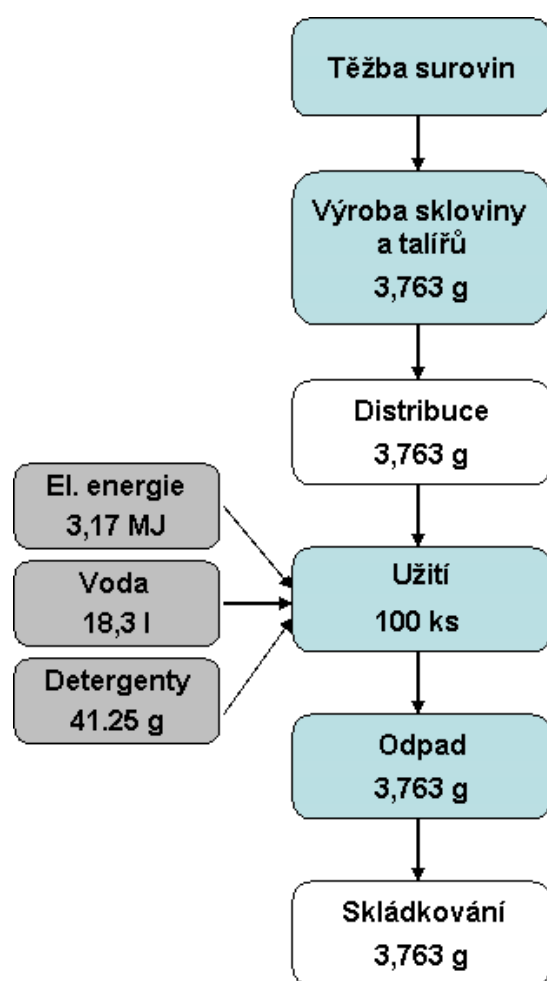 Těžba surovin
Výroba skloviny
a talířů
3,763 g
Distribuce
3,763 g
El. energie
3,17 MJ
Voda
18,3 l
Detergenty
41.25 g
Užití
100 ks
Odpad
3,763 g
Skládkování
3,763 g